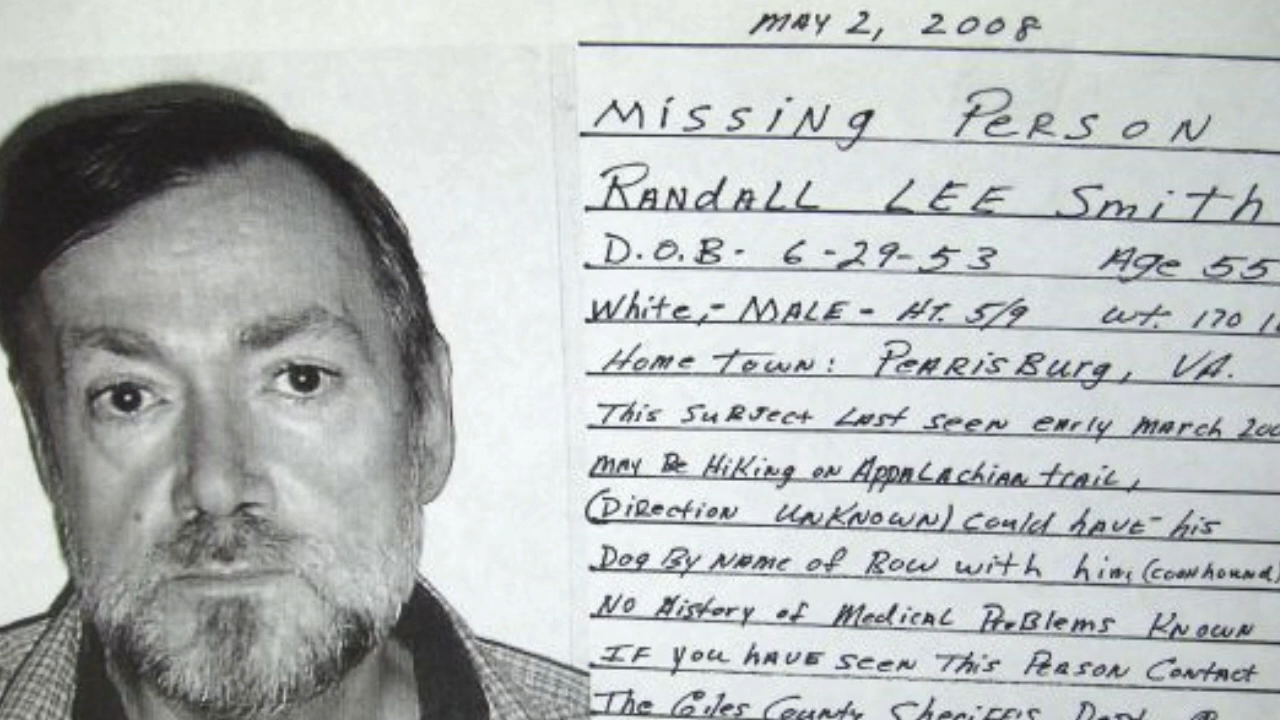 MAY 2, 2008
Missing Person
Randall Lee Smith
D.O.B- 6-29-53 Age 55
White,- MALE - HT. 5/9 wt. 170
Home Town: PearisBurg, VA.
This Subject Last seen early March
may Be Hiking on Appalachian trail,
(Direction UNKNOWN) could have his
Dog By Name of Bow with him (coonhound)
No History of Medical Problems Known
IF you have seen This Person Contact
The Giles County Sheriff's Dept.